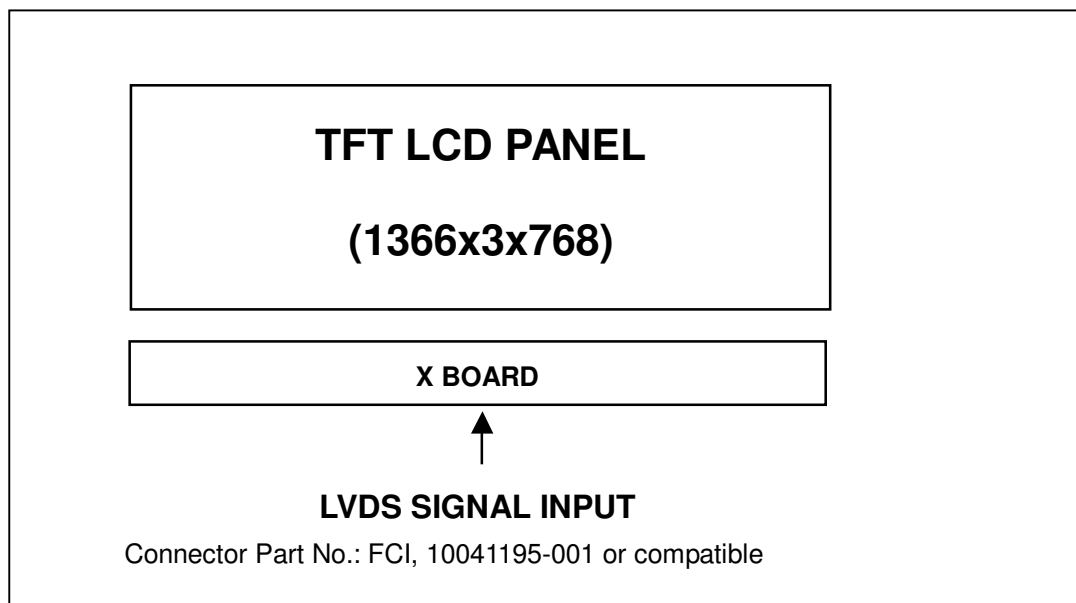 TFT LCD PANEL
(1366x3x768)
X BOARD
LVDS SIGNAL INPUT
Connector Part No.: FCI, 10041195-001 or compatible